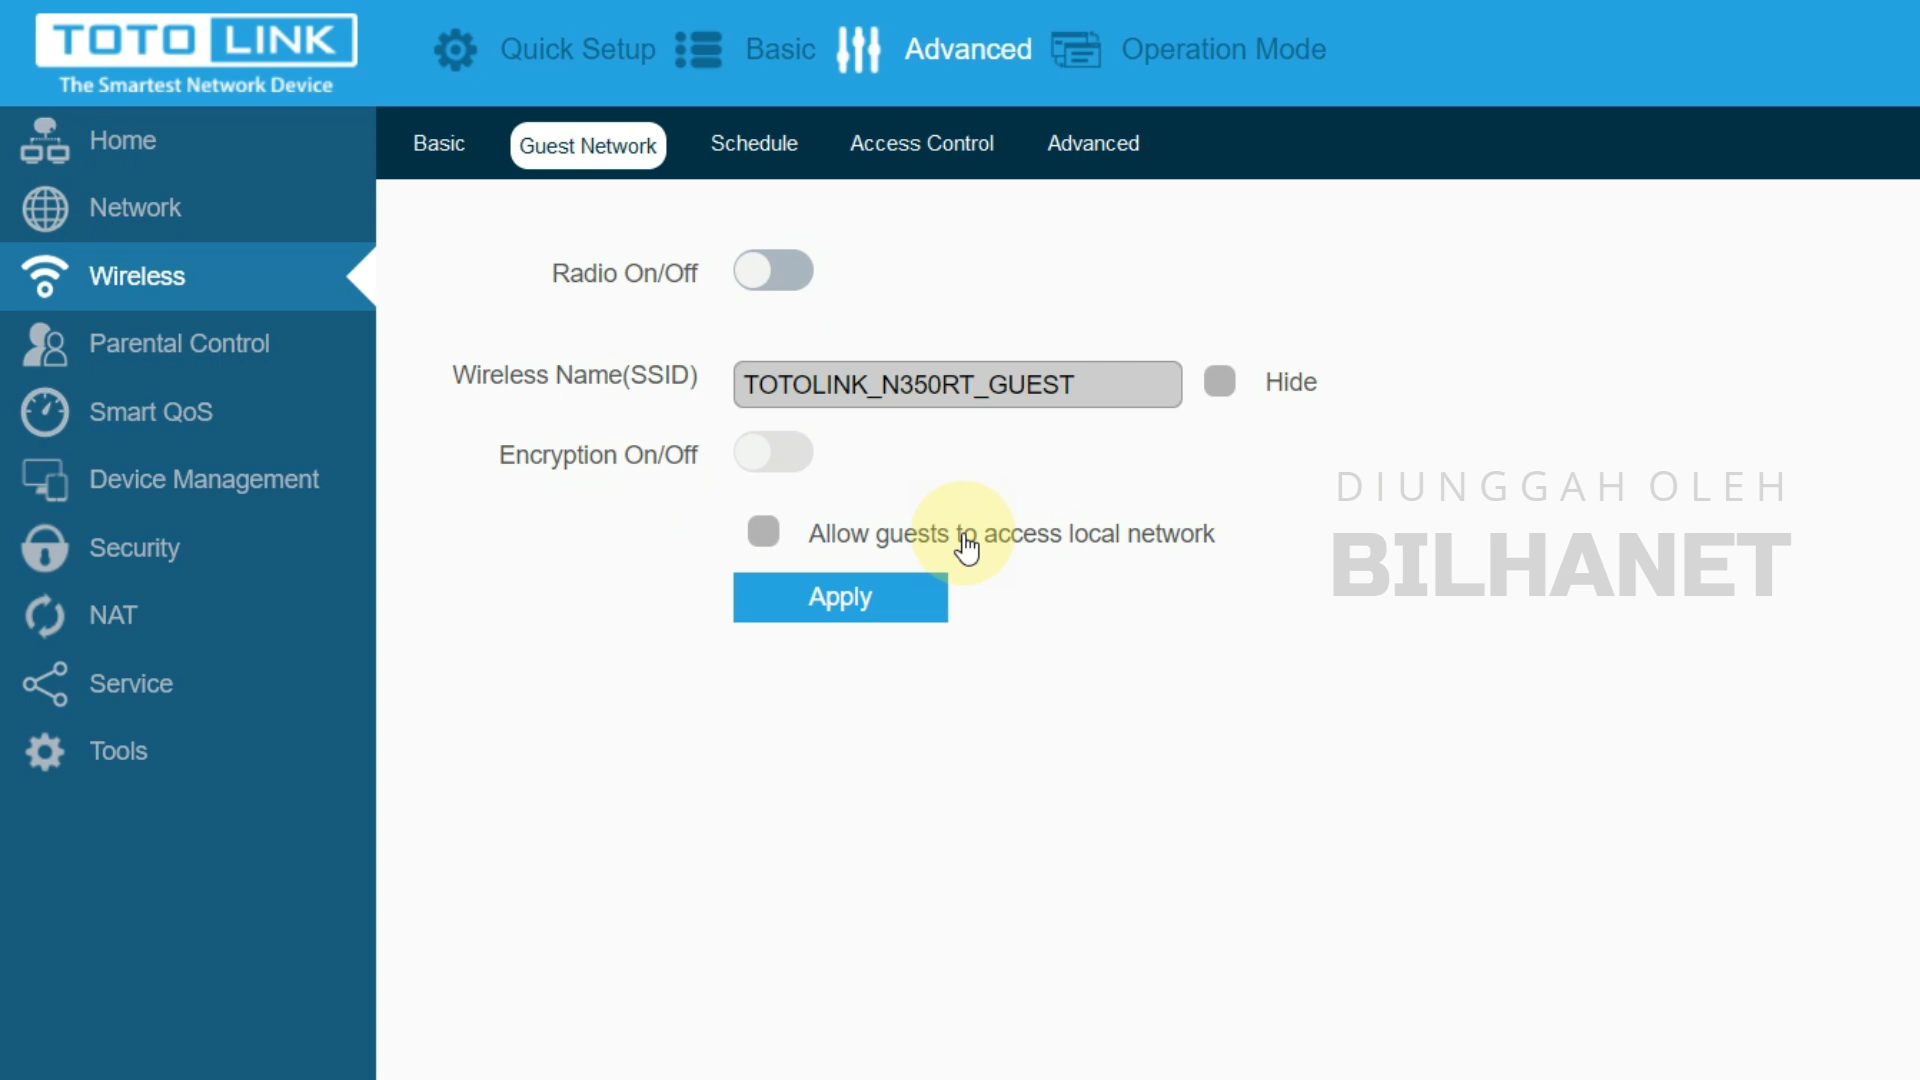 TOTO LINK
The Smartest Network Device
Quick Setup
Basic
Advanced
Operation Mode
Home
Network
Wireless
Parental Control
Smart QoS
Device Management
Security
NAT
Service
Tools
Basic
Guest Network
Schedule
Access Control
Advanced
Radio On/Off
Wireless Name(SSID)
TOTOLINK_N350RT_GUEST
Hide
Encryption On/Off
Allow guests to access local network
Apply
DIUNGGAH OLEH
BILHANET